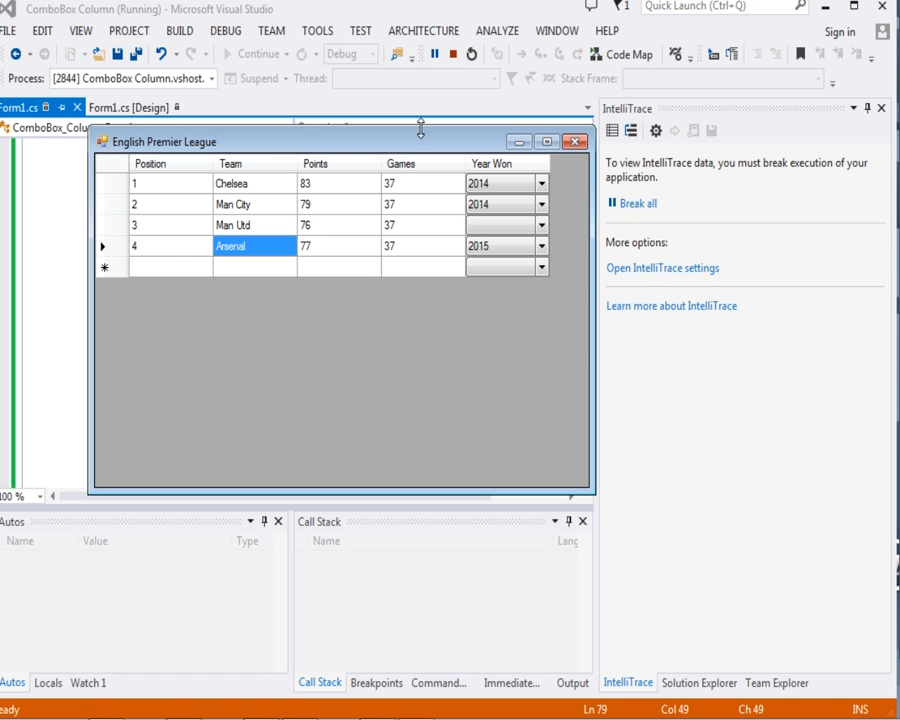 ComboBox Column (Running) - Microsoft Visual Studio
1
Quick Launch (Ctrl+Q)
FILE EDIT VIEW PROJECT BUILD DEBUG TEAM TOOLS TEST ARCHITECTURE ANALYZE WINDOW HELP
Sign in
Continue Debug Code Map
Process: [2844] ComboBox Column.vshost. Suspend Thread: Stack Frame:
Form1.cs Form1.cs [Design]
IntelliTrace
ComboBox_Colu
English Premier League
Position Team Points Games Year Won
1 Chelsea 83 37 2014
2 Man City 79 37 2014
3 Man Utd 76 37
4 Arsenal 77 37 2015
To view IntelliTrace data, you must break execution of your
application.
Break all
More options:
Open IntelliTrace settings
Learn more about IntelliTrace
100 %
Autos
Name Value Type
Call Stack
Name Lang
Autos Locals Watch 1
Call Stack Breakpoints Command... Immediate... Output
IntelliTrace Solution Explorer Team Explorer
eady Ln 79 Col 49 Ch 49 INS